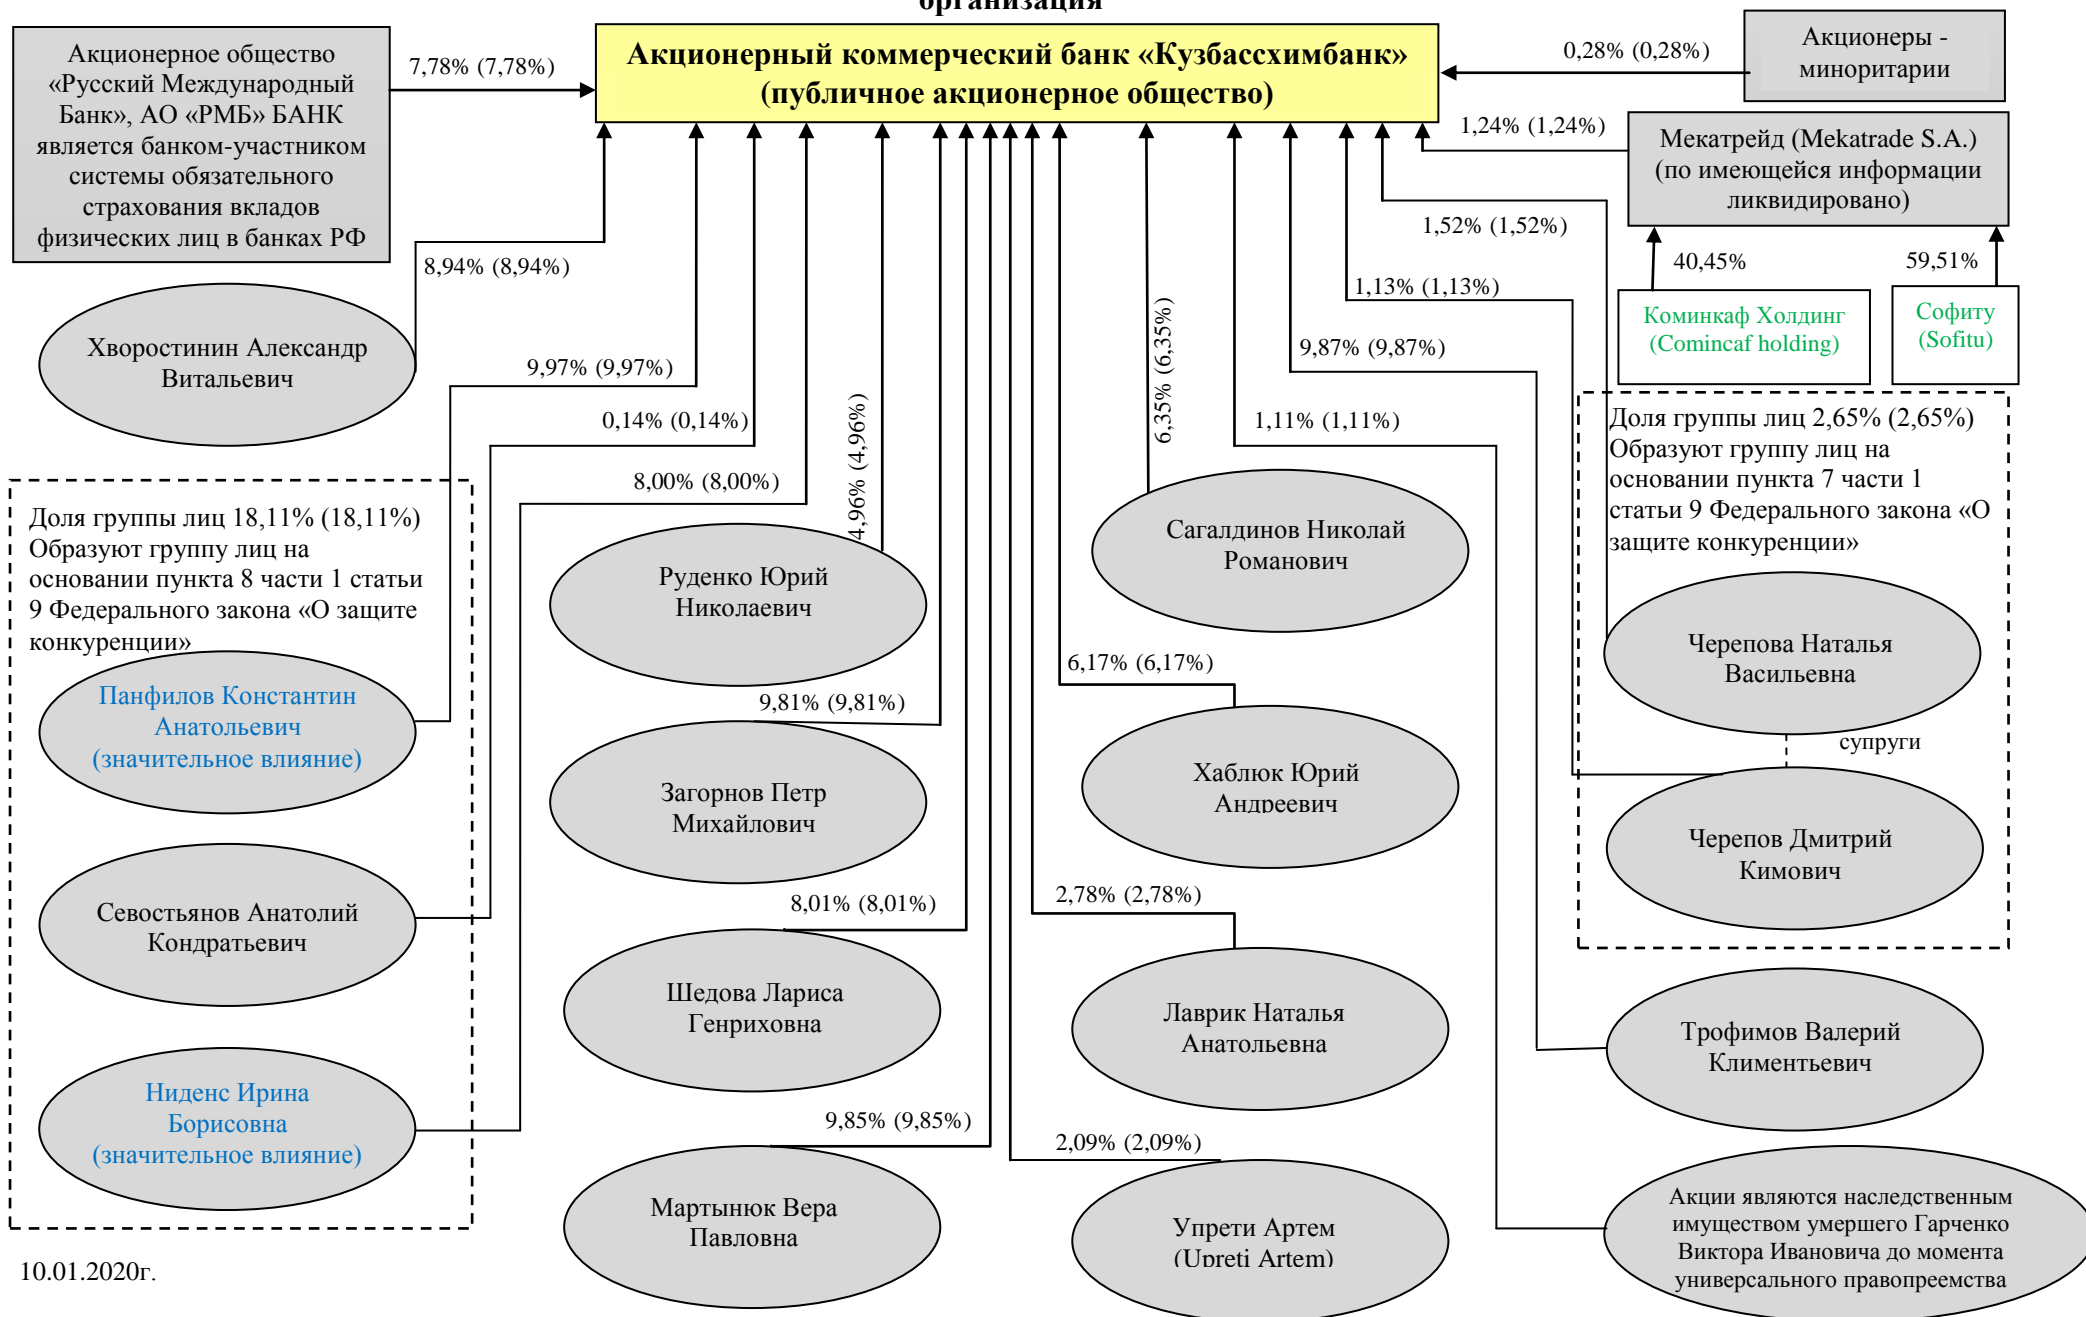 организация
Акционерное общество
«Русский Международный
Банк», АО «РМБ» БАНК
является банком-участником
системы обязательного
страхования вкладов
физических лиц в банках РФ
7,78% (7,78%)
Акционерный коммерческий банк «Кузбассхимбанк»
(публичное акционерное общество)
0,28% (0,28%)
Акционеры -
миноритарии
1,24% (1,24%)
Мекатрейд (Mekatrade S.A.)
(по имеющейся информации
ликвидировано)
40,45%
59,51%
Коминкаф Холдинг
(Comincaf holding)
Софиту
(Sofitu)
8,94% (8,94%)
Хворостинин Александр
Витальевич
9,97% (9,97%)
0,14% (0,14%)
8,00% (8,00%)
4,96% (4,96%)
6,35% (6,35%)
1,11% (1,11%)
9,87% (9,87%)
1,13% (1,13%)
1,52% (1,52%)
Доля группы лиц 18,11% (18,11%)
Образуют группу лиц на
основании пункта 8 части 1 статьи
9 Федерального закона «О защите
конкуренции»
Панфилов Константин
Анатольевич
(значительное влияние)
Севостьянов Анатолий
Кондратьевич
Ниденс Ирина
Борисовна
(значительное влияние)
Руденко Юрий
Николаевич
9,81% (9,81%)
Загорнов Петр
Михайлович
8,01% (8,01%)
Шедова Лариса
Генриховна
9,85% (9,85%)
Мартынюк Вера
Павловна
Сагалдинов Николай
Романович
6,17% (6,17%)
Хаблюк Юрий
Андреевич
2,78% (2,78%)
Лаврик Наталья
Анатольевна
2,09% (2,09%)
Упрети Артем
(Upreti Artem)
Доля группы лиц 2,65% (2,65%)
Образуют группу лиц на
основании пункта 7 части 1
статьи 9 Федерального закона «О
защите конкуренции»
Черепова Наталья
Васильевна
супруги
Черепов Дмитрий
Кимович
Трофимов Валерий
Климентьевич
Акции являются наследственным
имуществом умершего Гарченко
Виктора Ивановича до момента
универсального правопреемства
10.01.2020г.